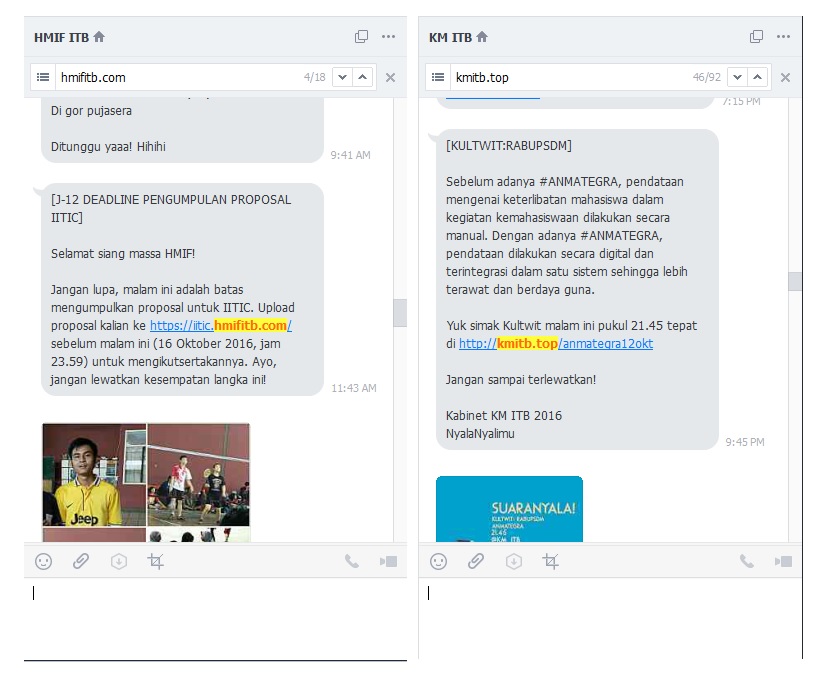 HMIF ITB
hmifitb.com
4/18
Di gor pujasera
Ditunggu yaaa! Hihihi
9:41 AM
[J-12 DEADLINE PENGUMPULAN PROPOSAL
IITIC]
Selamat siang massa HMIF!
Jangan lupa, malam ini adalah batas
mengumpulkan proposal untuk IITIC. Upload
proposal kalian ke https://iitic.hmifitb.com/
sebelum malam ini (16 Oktober 2016, jam
23.59) untuk mengikutsertakannya. Ayo,
jangan lewatkan kesempatan langka ini!
11:43 AM
Jeep
KM ITB
kmitb.top
46/92
7:15 PM
[KULTWIT:RABUPSDM]
Sebelum adanya #ANMATEGRA, pendataan
mengenai keterlibatan mahasiswa dalam
kegiatan kemahasiswaan dilakukan secara
manual. Dengan adanya #ANMATEGRA,
pendataan dilakukan secara digital dan
terintegrasi dalam satu sistem sehingga lebih
terawat dan berdaya guna.
Yuk simak Kultwit malam ini pukul 21.45 tepat
di http://kmitb.top/anmategra12okt
Jangan sampai terlewatkan!
Kabinet KM ITB 2016
NyalaNyalimu
9:45 PM
SUARANYALA!
KULTWIT: RABUPSDM
ANMATEGRA
21.45
@KM_ITB